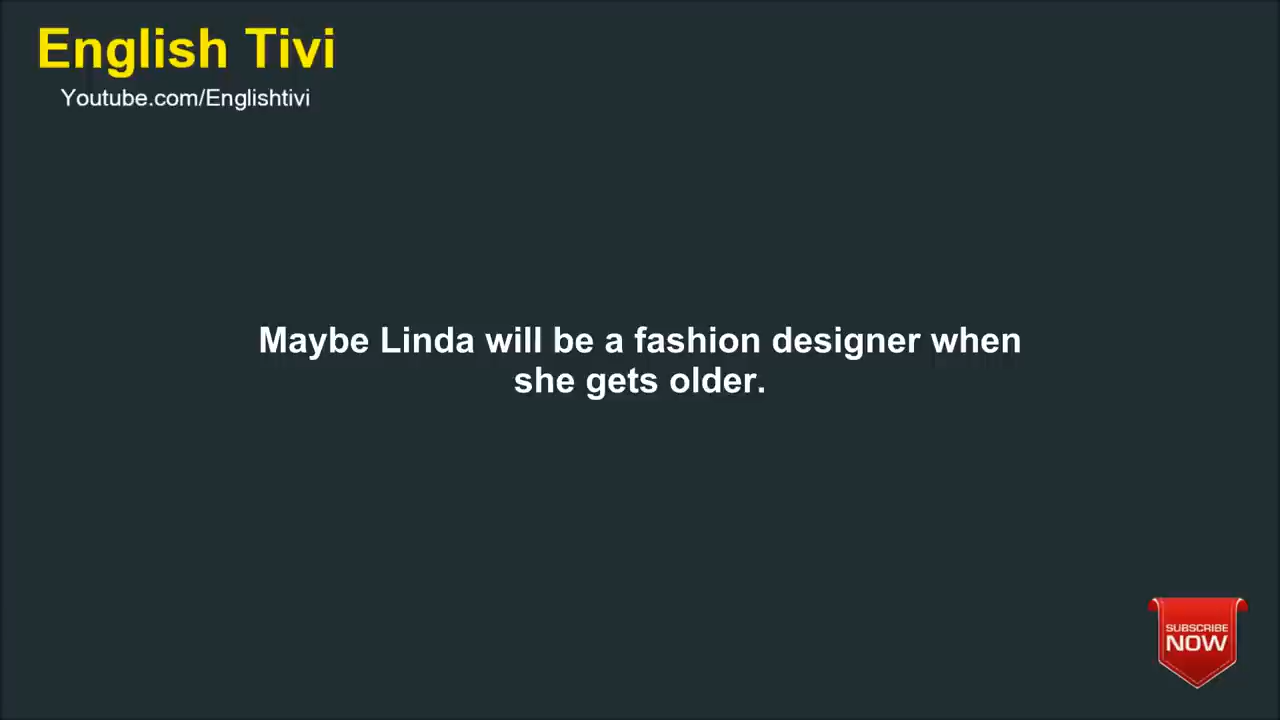 English Tivi
Youtube.com/Englishtivi
Maybe Linda will be a fashion designer when
she gets older.
SUBSCRIBE
NOW